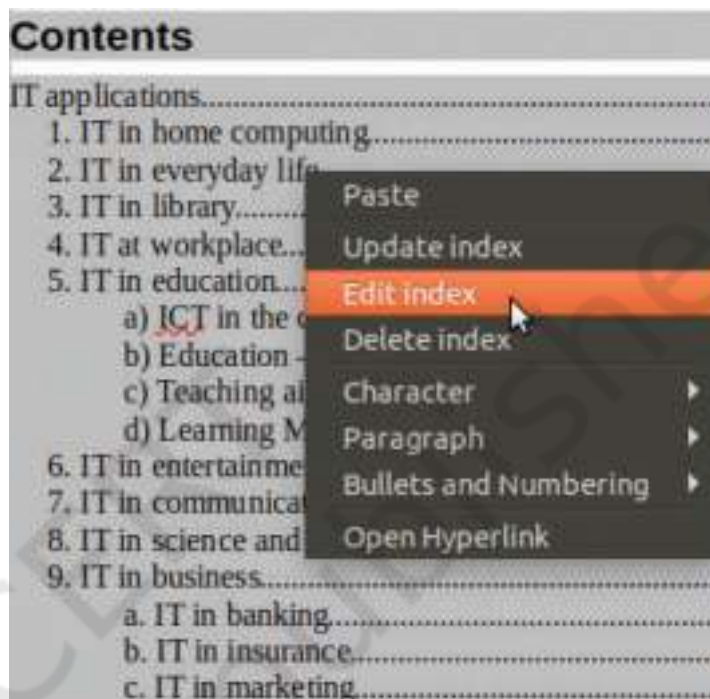 Contents
IT applications
1. IT in home computing
2. IT in everyday life
3. IT in library
4. IT at workplace
5. IT in education
a) ICT in the
b) Education -
c) Teaching
d) Learning
6. IT in
7. IT in
8. IT in science and
9. IT in business
a. IT in banking
b. IT in insurance
c. IT in marketing
Paste
Update index
Edit index
Delete index
Character
Paragraph
Bullets and Numbering
Open Hyperlink